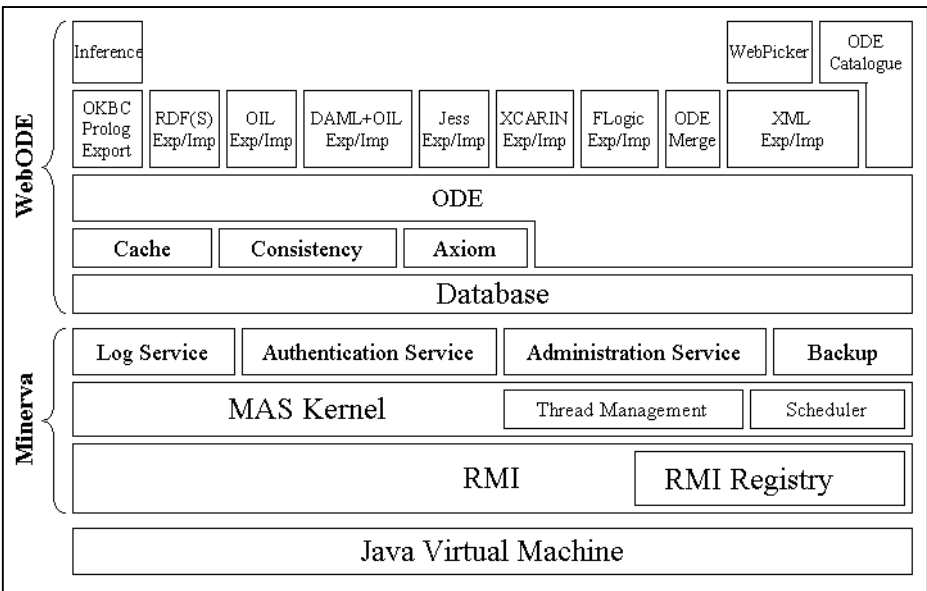 WebODE
Inference
WebPicker
ODE
Catalogue
OKBC
Prolog
Export
RDF(S)
Exp/Imp
OIL
Exp/Imp
DAML+OIL
Exp/Imp
Jess
Exp/Imp
XCARIN
Exp/Imp
FLogic
Exp/Imp
ODE
Merge
XML
Exp/Imp
ODE
Cache
Consistency
Axiom
Database
Minerva
Log Service
Authentication Service
Administration Service
Backup
MAS Kernel
Thread Management
Scheduler
RMI
RMI Registry
Java Virtual Machine